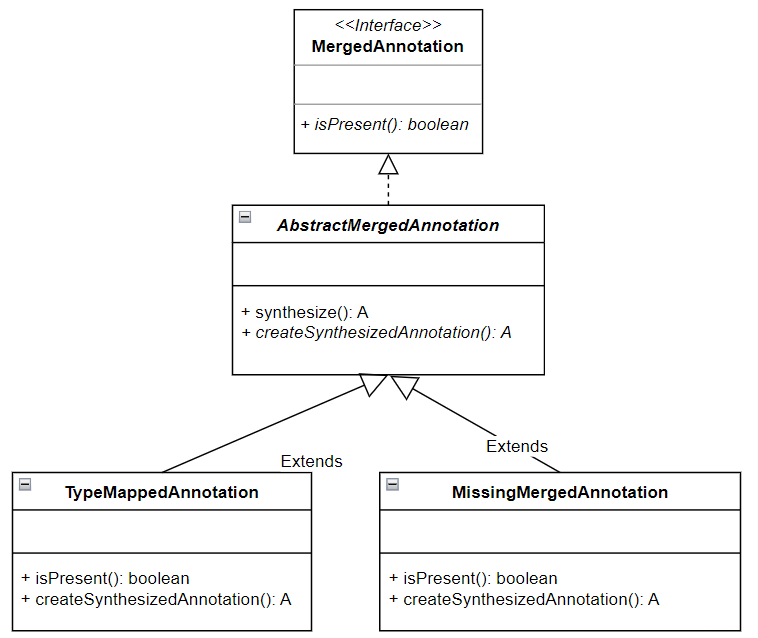 <<Interface>>
MergedAnnotation
+ isPresent(): boolean
AbstractMergedAnnotation
+ synthesize(): A
+ createSynthesizedAnnotation(): A
Extends
Extends
TypeMappedAnnotation
+ isPresent(): boolean
+ createSynthesizedAnnotation(): A
MissingMergedAnnotation
+ isPresent(): boolean
+ createSynthesizedAnnotation(): A